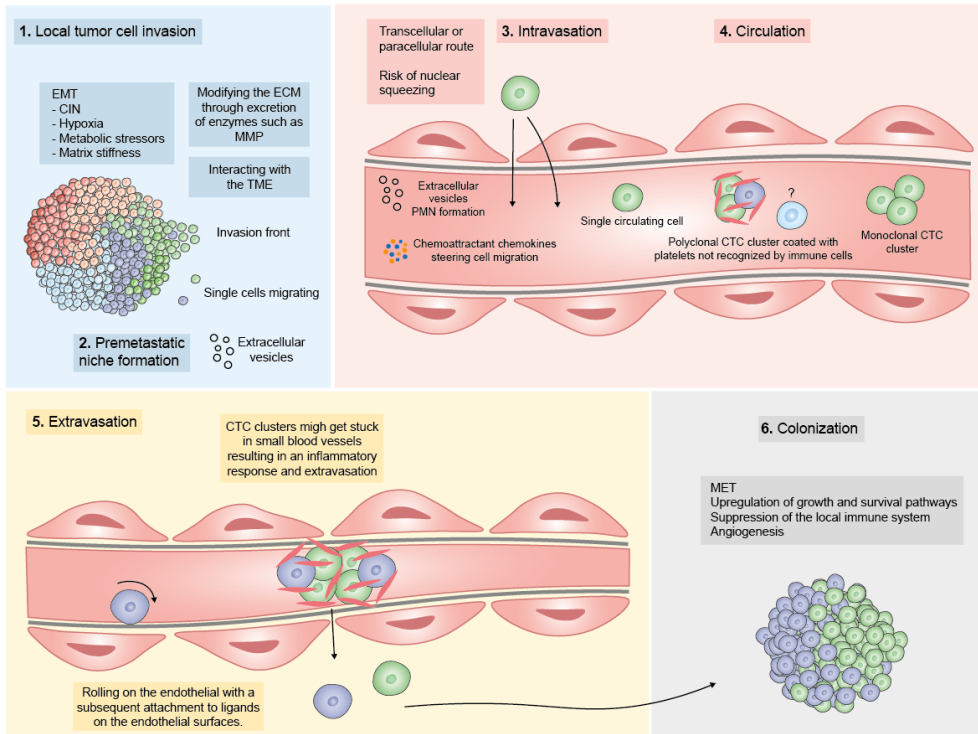 1. Local tumor cell invasion
EMT
- CIN
- Hypoxia
- Metabolic stressors
- Matrix stiffness
Modifying the ECM
through excretion
of enzymes such as
MMP
Interacting with
the TME
Invasion front
Single cells migrating
2. Premetastatic
niche formation
Extracellular
vesicles
Transcellular or
paracellular route
Risk of nuclear
squeezing
3. Intravasation
4. Circulation
Extracellular
vesicles
PMN formation
Chemoattractant chemokines
steering cell migration
Single circulating cell
?
Polyclonal CTC cluster coated with
platelets not recognized by immune cells
Monoclonal CTC
cluster
5. Extravasation
CTC clusters migh get stuck
in small blood vessels
resulting in an inflammatory
response and extravasation
Rolling on the endothelial with a
subsequent attachment to ligands
on the endothelial surfaces.
6. Colonization
MET
Upregulation of growth and survival pathways
Suppression of the local immune system
Angiogenesis